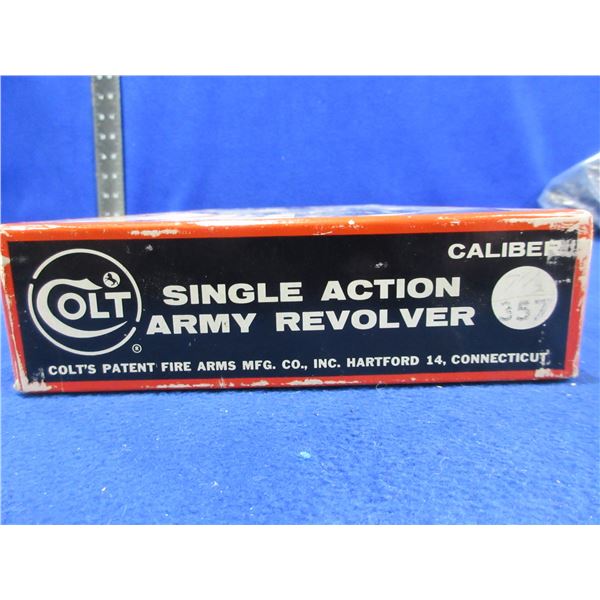 COLT
®
CALIBER
SINGLE ACTION
ARMY REVOLVER
357
COLT'S PATENT FIRE ARMS MFG. CO., INC. HARTFORD 14, CONNECTICUT